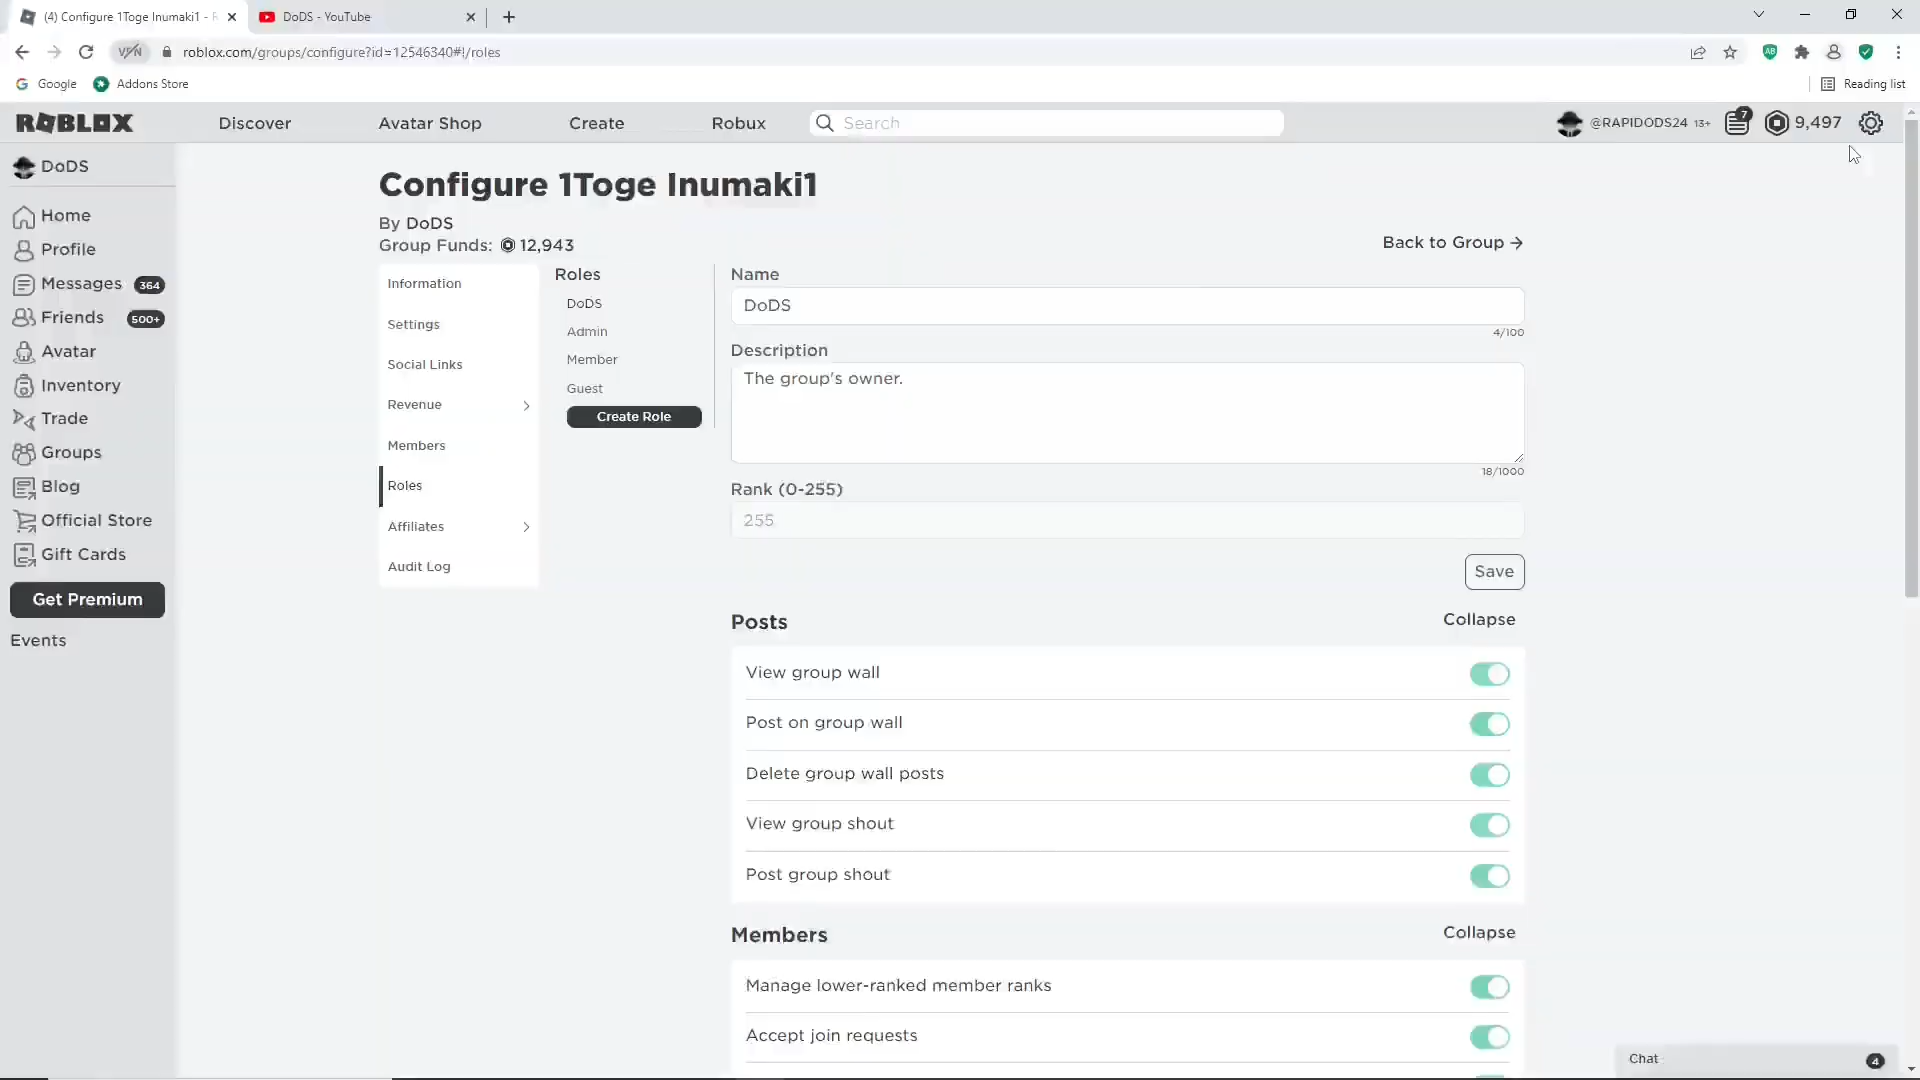 (4) Configure 1Toge Inumaki1 - R
DoDS - YouTube
VPN
roblox.com/groups/configure?id=12546340#!/roles
Google
Addons Store
Reading list
ROBLOX
Discover
Avatar Shop
Create
Robux
Search
@RAPIDODS24 13+
7
9,497
DoDS
Home
Profile
Messages 364
Friends 500+
Avatar
Inventory
Trade
Groups
Blog
Official Store
Gift Cards
Get Premium
Events
Configure 1Toge Inumaki1
By DoDS
Group Funds: 12,943
Back to Group →
Information
Settings
Social Links
Revenue
Members
Roles
Affiliates
Audit Log
Roles
DoDS
Admin
Member
Guest
Create Role
Name
DoDS
4/100
Description
The group's owner.
18/1000
Rank (0-255)
255
Save
Posts
Collapse
View group wall
Post on group wall
Delete group wall posts
View group shout
Post group shout
Members
Collapse
Manage lower-ranked member ranks
Accept join requests
Chat
4